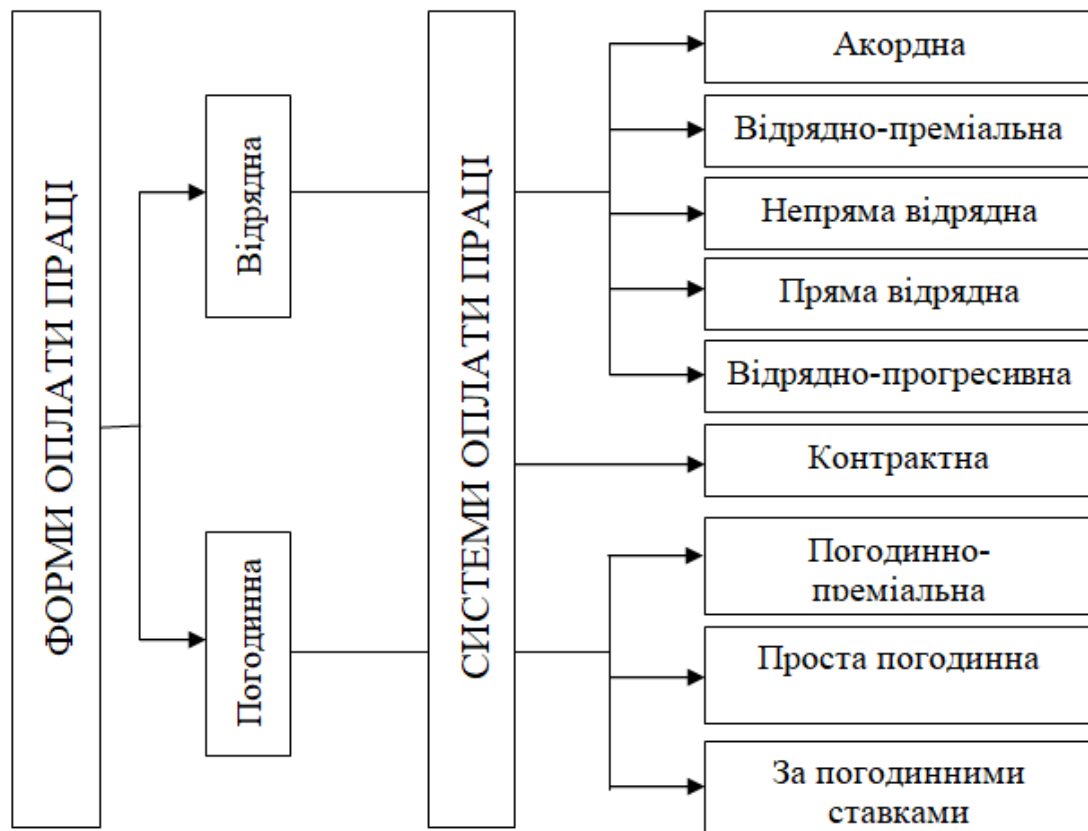 ФОРМИ ОПЛАТИ ПРАЦІ
Відрядна
Погодинна
СИСТЕМИ ОПЛАТИ ПРАЦІ
Акордна
Відрядно-преміальна
Непряма відрядна
Пряма відрядна
Відрядно-прогресивна
Контрактна
Погодинно-
преміальна
Проста погодинна
За погодинними
ставками